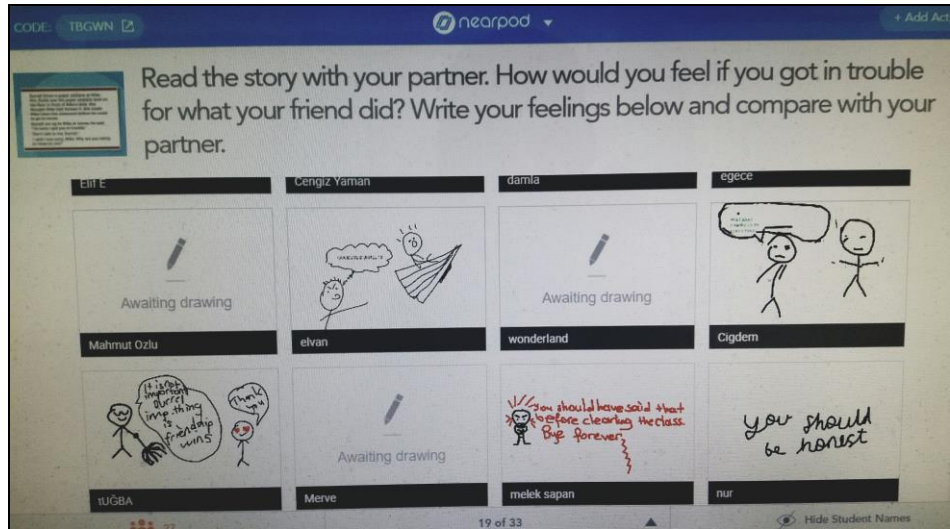 CODE: TBGWN
nearpod
+ Add Act
Read the story with your partner. How would you feel if you got in trouble
for what your friend did? Write your feelings below and compare with your
partner.
Elif E
Cengiz Yaman
damla
egece
Awaiting drawing
Awaiting drawing
Mahmut Ozlu
elvan
wonderland
Cigdem
It is not
important
Durrel
imp thing
is
friendship
wins
Thank
you
Awaiting drawing
you should have said that
before clearing the class.
Bye forever
you should
be honest
tUĞBA
Merve
melek sapan
nur
27
19 of 33
Hide Student Names